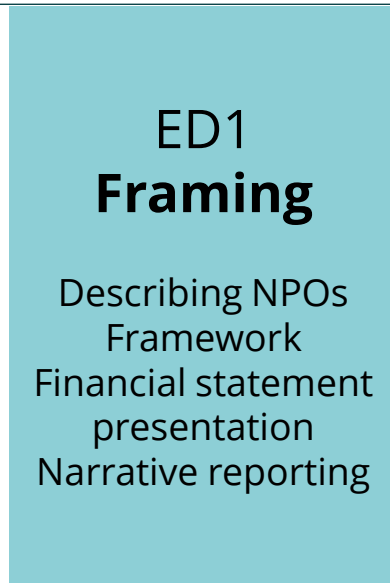 ED1
Framing
Describing NPOs
Framework
Financial statement
presentation
Narrative reporting